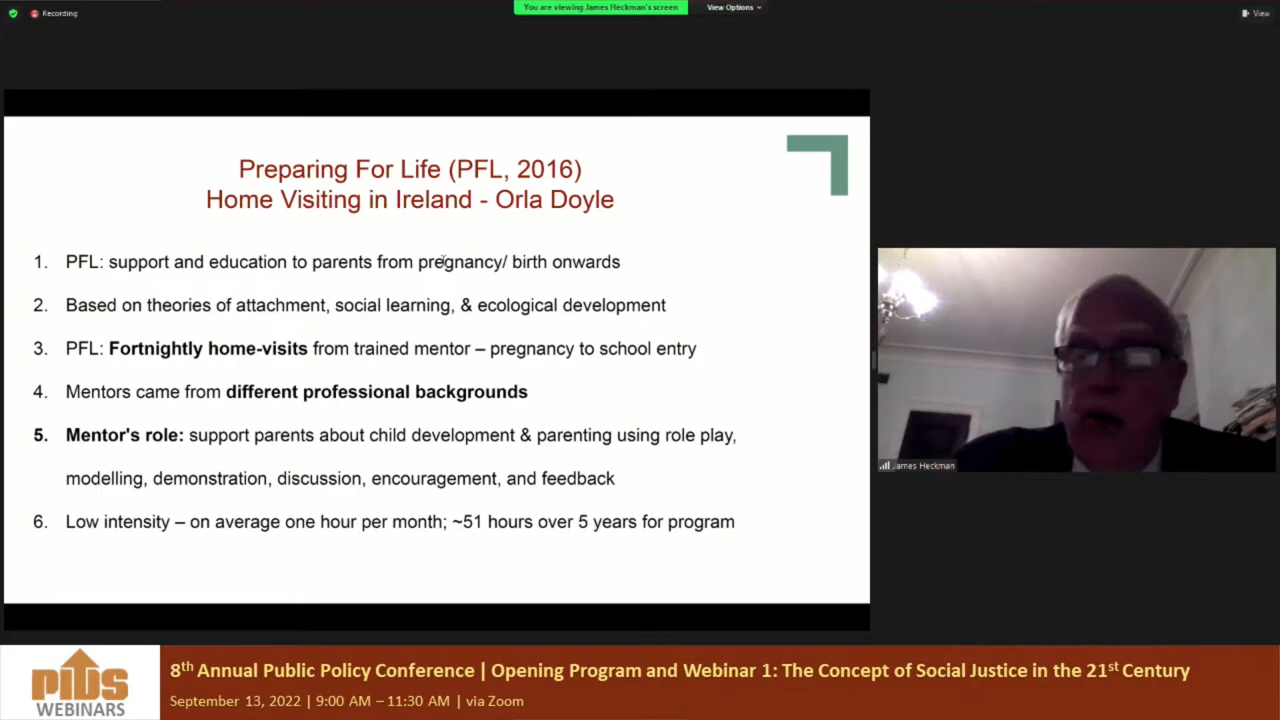 Recording
You are viewing James Heckman's screen
View Options
View
Preparing For Life (PFL, 2016)
Home Visiting in Ireland - Orla Doyle
1. PFL: support and education to parents from pregnancy/ birth onwards
2. Based on theories of attachment, social learning, & ecological development
3. PFL: Fortnightly home-visits from trained mentor – pregnancy to school entry
4. Mentors came from different professional backgrounds
5. Mentor's role: support parents about child development & parenting using role play,
modelling, demonstration, discussion, encouragement, and feedback
6. Low intensity – on average one hour per month; ~51 hours over 5 years for program
James Heckman
PIDS
WEBINARS
8th Annual Public Policy Conference | Opening Program and Webinar 1: The Concept of Social Justice in the 21st Century
September 13, 2022 | 9:00 AM – 11:30 AM | via Zoom